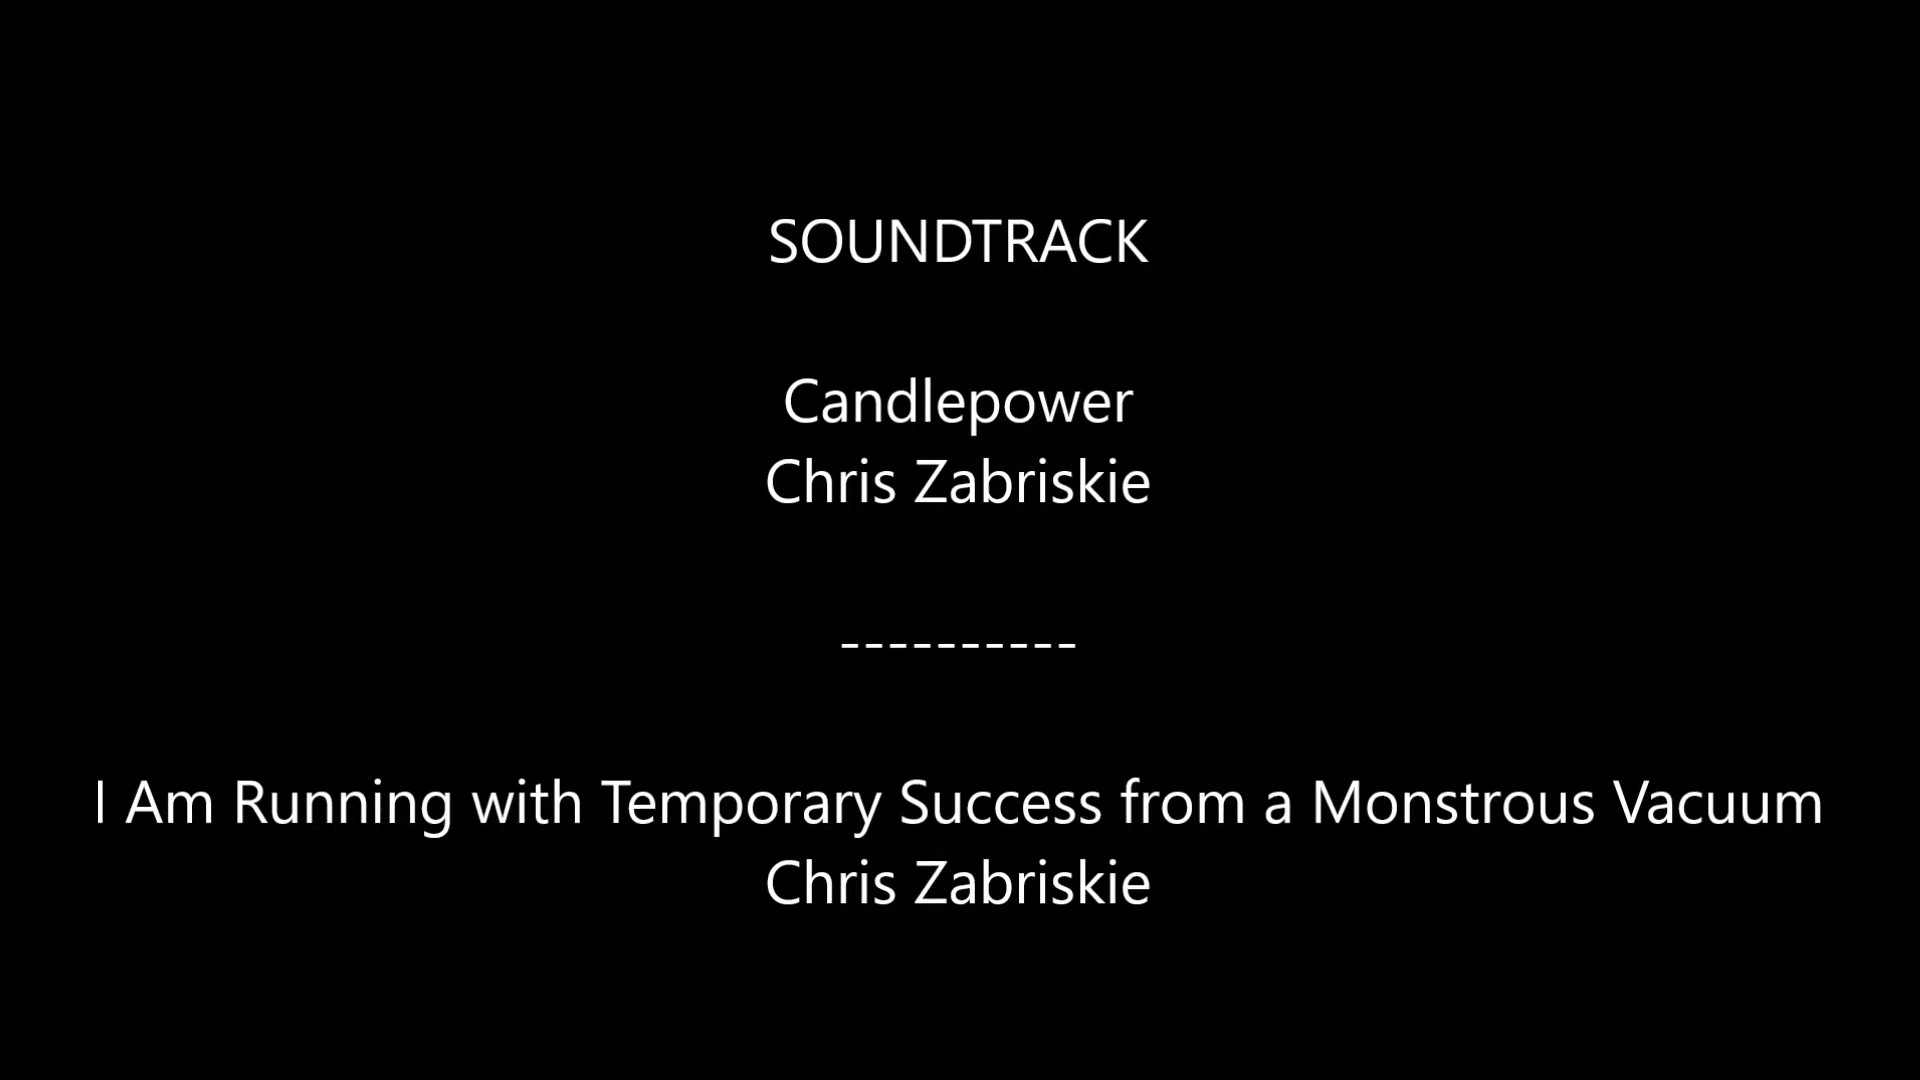 SOUNDTRACK
Candlepower
Chris Zabriskie
----------
I Am Running with Temporary Success from a Monstrous Vacuum
Chris Zabriskie